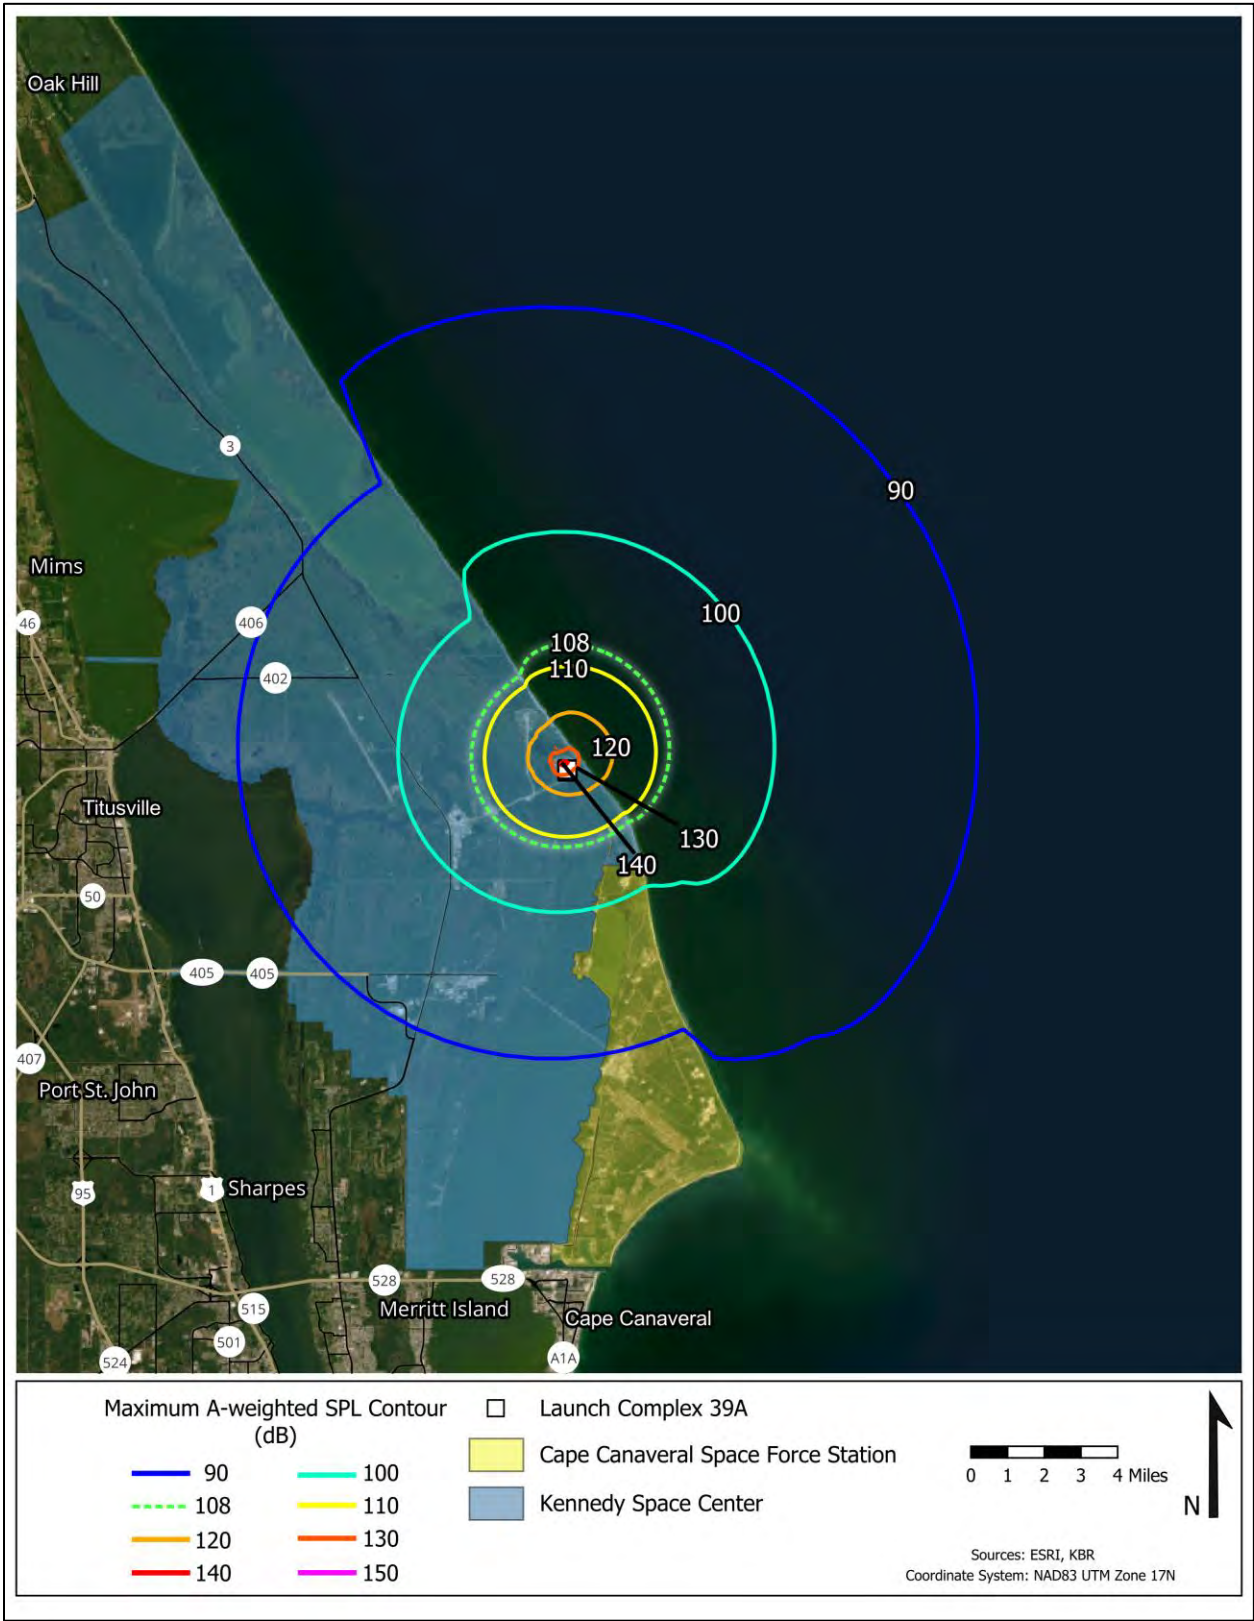 Oak Hill
3
90
Mims
46
406
100
108
110
402
120
Titusville
130
140
50
405
405
407
Port St. John
95
1
Sharpes
528
528
515
Merritt Island
Cape Canaveral
501
524
A1A
Maximum A-weighted SPL Contour
(dB)
90
100
108
110
120
130
140
150
Launch Complex 39A
Cape Canaveral Space Force Station
Kennedy Space Center
0 1 2 3 4 Miles
N
Sources: ESRI, KBR
Coordinate System: NAD83 UTM Zone 17N